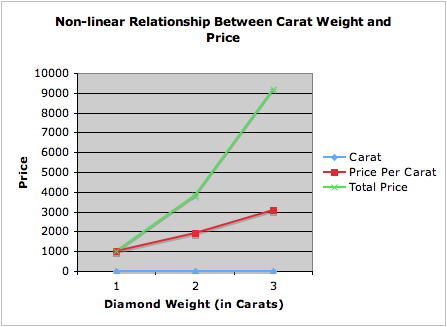 Non-linear Relationship Between Carat Weight and
Price
10000
9000
8000
7000
6000
5000
4000
3000
2000
1000
0
Price
1 2 3
Diamond Weight (in Carats)
Carat
Price Per Carat
Total Price